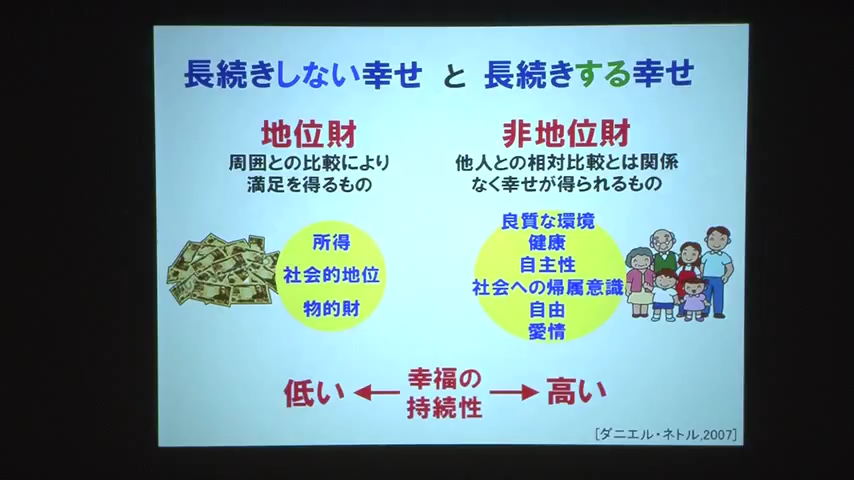 長続きしない幸せ と 長続きする幸せ
地位財
周囲との比較により
満足を得るもの
所得
社会的地位
物的財
非地位財
他人との相対比較とは関係
なく幸せが得られるもの
良質な環境
健康
自主性
社会への帰属意識
自由
愛情
低い ← 幸福の持続性 → 高い
[ダニエル・ネトル,2007]